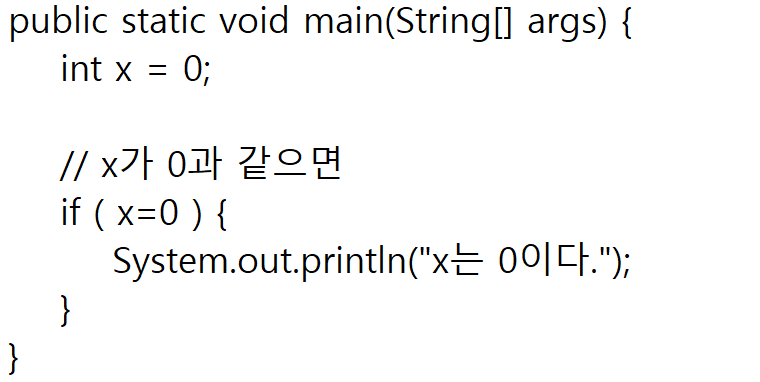 public static void main(String[] args) {
int x = 0;
// x가 0과 같으면
if ( x=0 ) {
System.out.println("x는 0이다.");
}
}